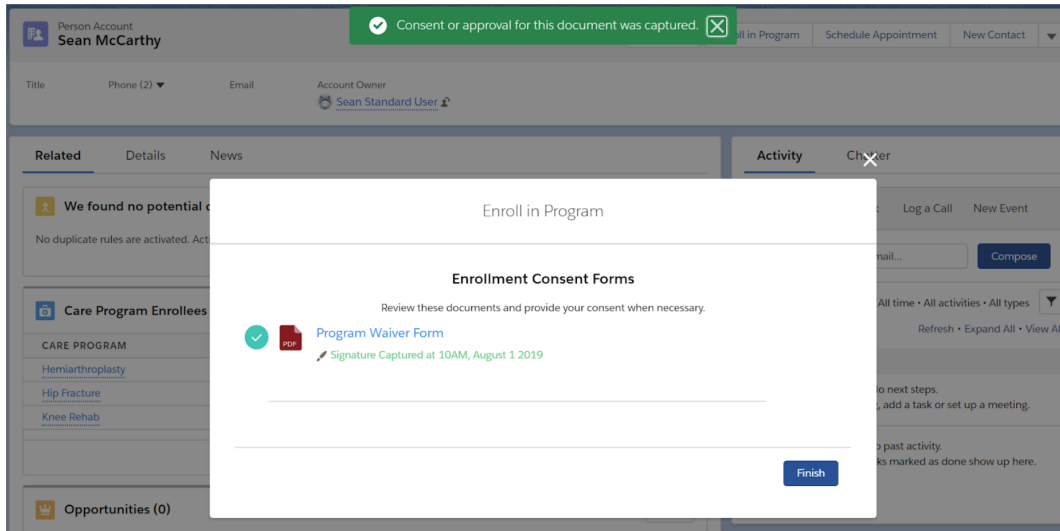 Consent or approval for this document was captured.
Person Account
Sean McCarthy
in Program
Schedule Appointment
New Contact
Title
Phone (2)
Email
Account Owner
Sean Standard User
Related
Details
News
Activity
We found no potential
No duplicate rules are activated.
Log a Call
New Event
Compose
Enroll in Program
Enrollment Consent Forms
Review these documents and provide your consent when necessary.
PDF
Program Waiver Form
Signature Captured at 10AM, August 1 2019
Finish
Care Program Enrollees
CARE PROGRAM
Hemiarthroplasty
Hip Fracture
Knee Rehab
Opportunities (0)
All time • All activities • All types
Refresh • Expand All • View
next steps.
add a task or set up a meeting.
past activity.
marked as done show up here.